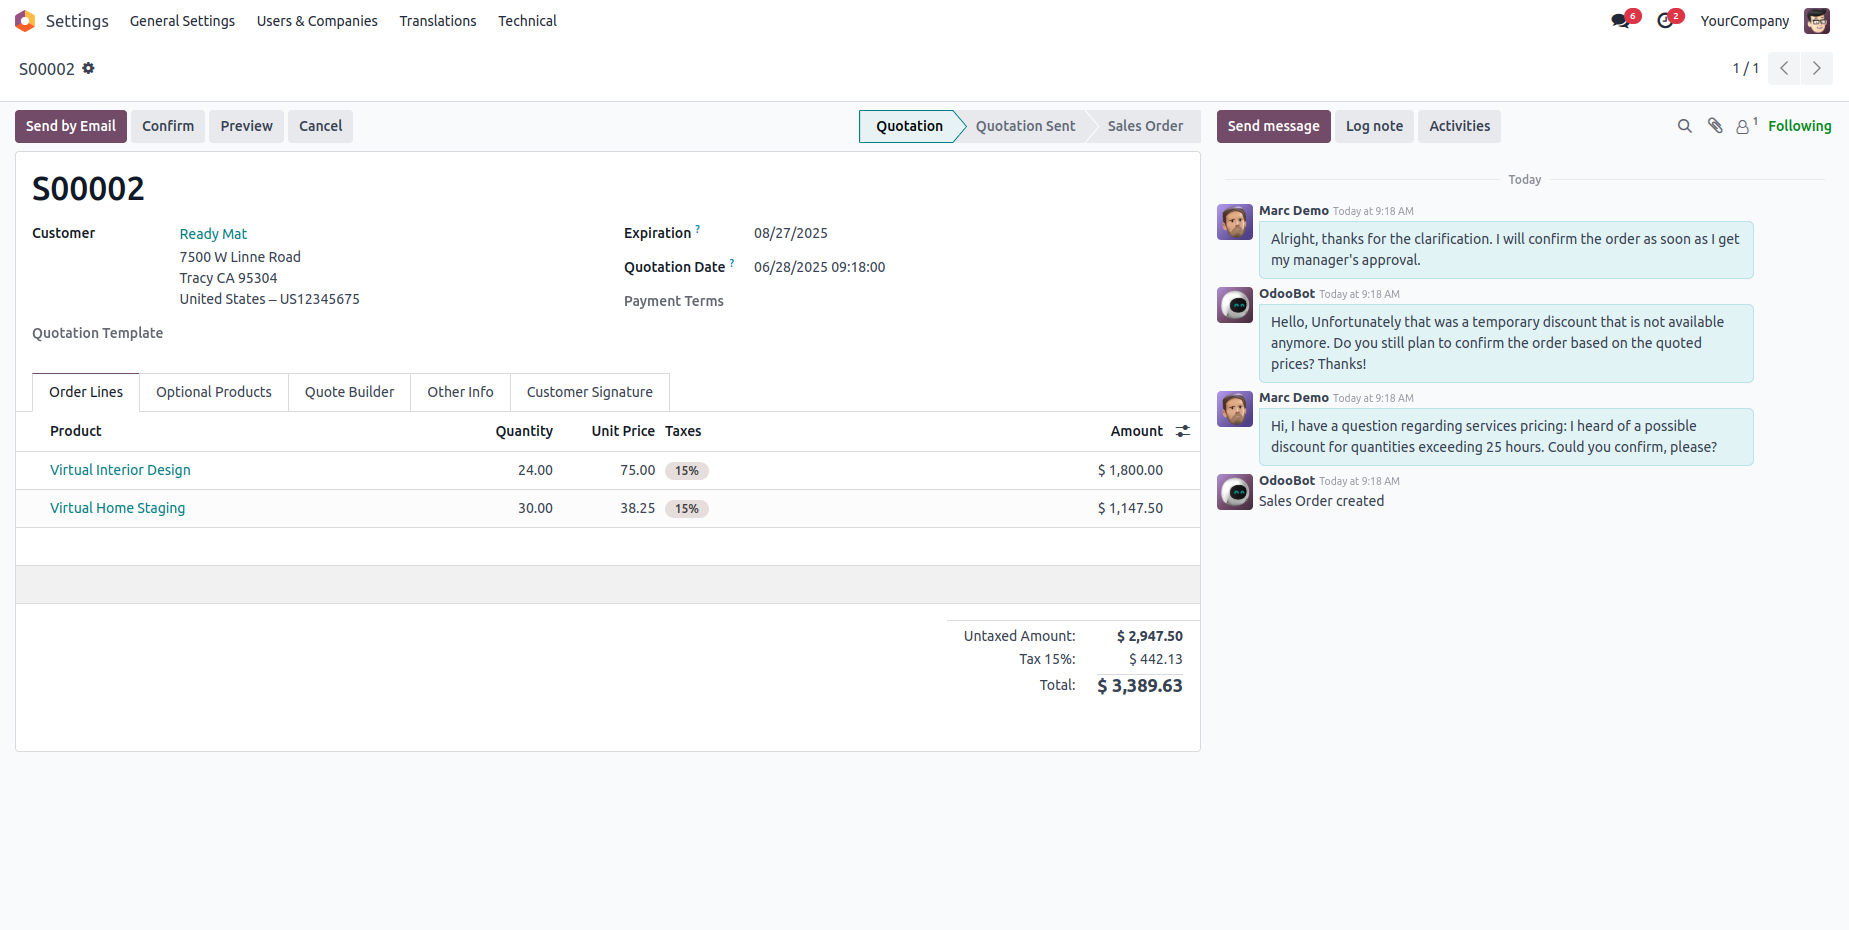 Settings General Settings Users & Companies Translations Technical 6 2 YourCompany
S00002 1 / 1
Send by Email Confirm Preview Cancel Quotation Quotation Sent Sales Order
S00002
Customer Ready Mat
7500 W Linne Road
Tracy CA 95304
United States – US12345675
Quotation Template
Expiration ? 08/27/2025
Quotation Date ? 06/28/2025 09:18:00
Payment Terms
Order Lines Optional Products Quote Builder Other Info Customer Signature
Product Quantity Unit Price Taxes Amount
Virtual Interior Design 24.00 75.00 15% $ 1,800.00
Virtual Home Staging 30.00 38.25 15% $ 1,147.50
Untaxed Amount: $ 2,947.50
Tax 15%: $ 442.13
Total: $ 3,389.63
Send message Log note Activities 1 Following
Today
Marc Demo Today at 9:18 AM
Alright, thanks for the clarification. I will confirm the order as soon as I get
my manager's approval.
OdooBot Today at 9:18 AM
Hello, Unfortunately that was a temporary discount that is not available
anymore. Do you still plan to confirm the order based on the quoted
prices? Thanks!
Marc Demo Today at 9:18 AM
Hi, I have a question regarding services pricing: I heard of a possible
discount for quantities exceeding 25 hours. Could you confirm, please?
OdooBot Today at 9:18 AM
Sales Order created